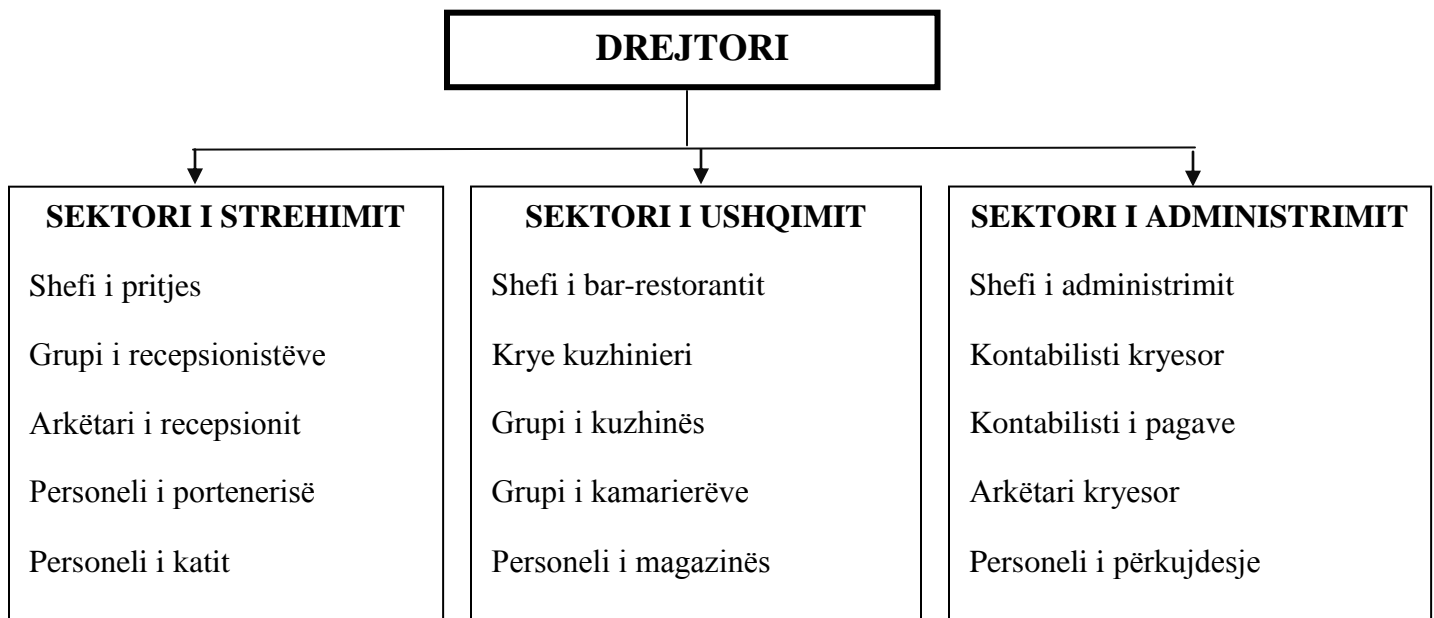 DREJTORI
SEKTORI I STREHIMIT
Shefi i pritjes
Grupi i recepsionistëve
Arkëtari i recepsionit
Personeli i portenerisë
Personeli i katit
SEKTORI I USHQIMIT
Shefi i bar-restorantit
Krye kuzhinieri
Grupi i kuzhinës
Grupi i kamarierëve
Personeli i magazinës
SEKTORI I ADMINISTRIMIT
Shefi i administrimit
Kontabilisti kryesor
Kontabilisti i pagave
Arkëtari kryesor
Personeli i përkujdesje